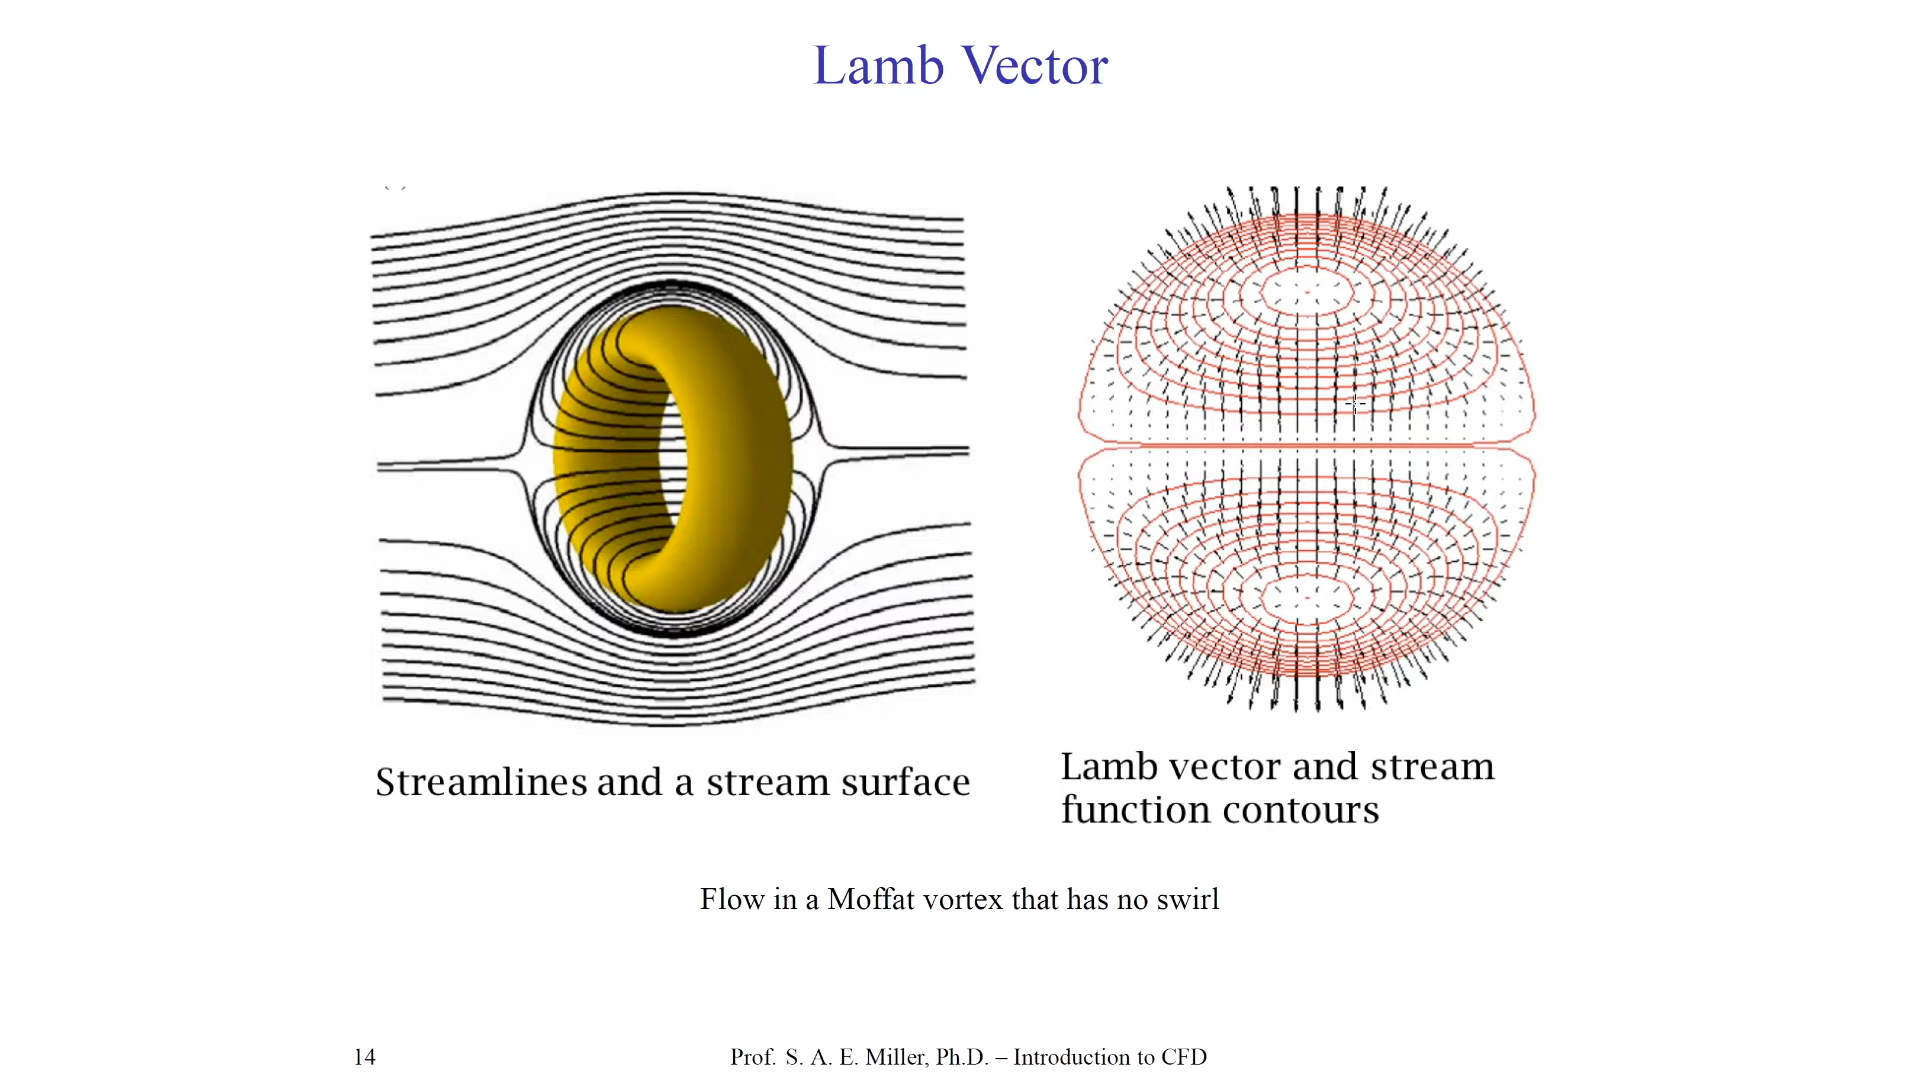 Lamb Vector
Streamlines and a stream surface
Lamb vector and stream
function contours
Flow in a Moffat vortex that has no swirl
14
Prof. S. A. E. Miller, Ph.D. – Introduction to CFD